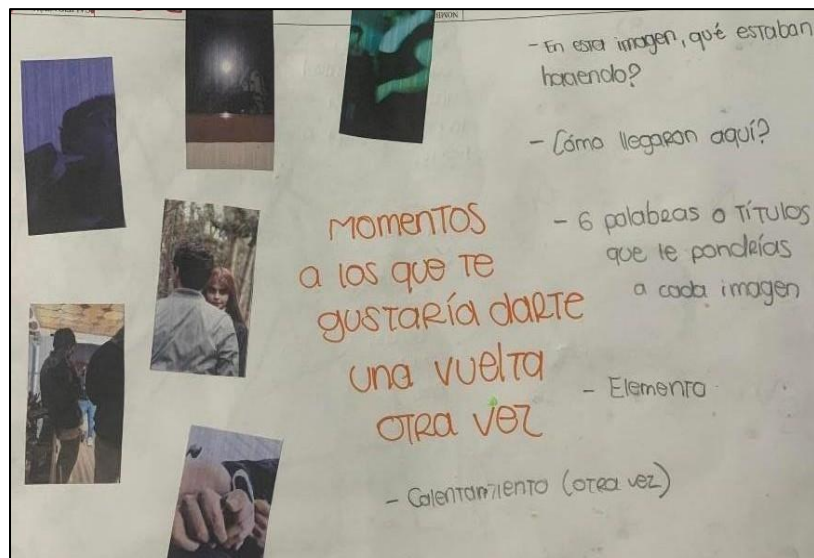 - En esta imagen, qué estaban
haciendo?
- Cómo llegaron aquí?
- 6 palabras o títulos
que le pondrías
a cada imagen
momentos
a los que te
gustaría darte
una vuelta
otra vez
- Elemento
- Calentamiento (otra vez)